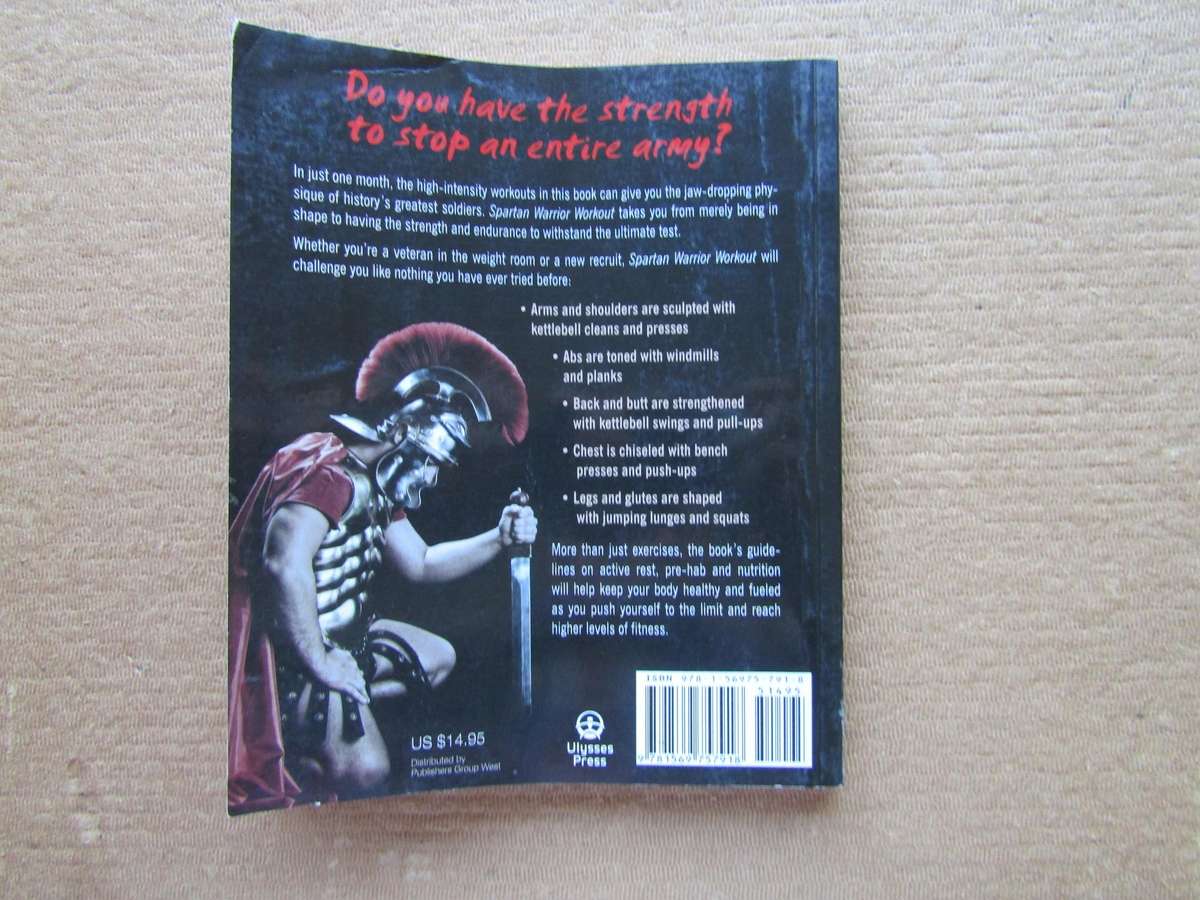 Do you have the strength
to stop an entire army?
In just one month, the high-intensity workouts in this book can give you the jaw-dropping phy-
sique of history's greatest soldiers. Spartan Warrior Workout takes you from merely being in
shape to having the strength and endurance to withstand the ultimate test.
Whether you're a veteran in the weight room or a new recruit, Spartan Warrior Workout will
challenge you like nothing you have ever tried before:
• Arms and shoulders are sculpted with
kettlebell cleans and presses
• Abs are toned with windmills
and planks
• Back and butt are strengthened
with kettlebell swings and pull-ups
• Chest is chiseled with bench
presses and push-ups
• Legs and glutes are shaped
with jumping lunges and squats
More than just exercises, the book's guide-
lines on active rest, pre-hab and nutrition
will help keep your body healthy and fueled
as you push yourself to the limit and reach
higher levels of fitness.
US $14.95
Distributed by
Publishers Group West
Ulysses
Press
ISBN 978-1-56975-791-8
51495
9 781569 757918